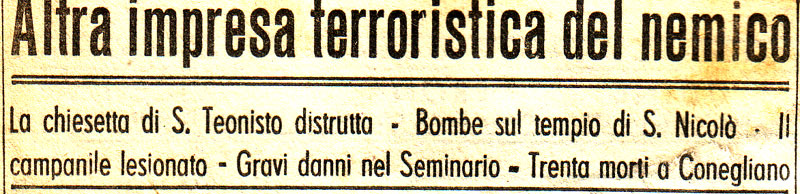 Altra impresa terroristica del nemico
La chiesetta di S. Teonisto distrutta - Bombe sul tempio di S. Nicolò - Il
campanile lesionato - Gravi danni nel Seminario - Trenta morti a Conegliano